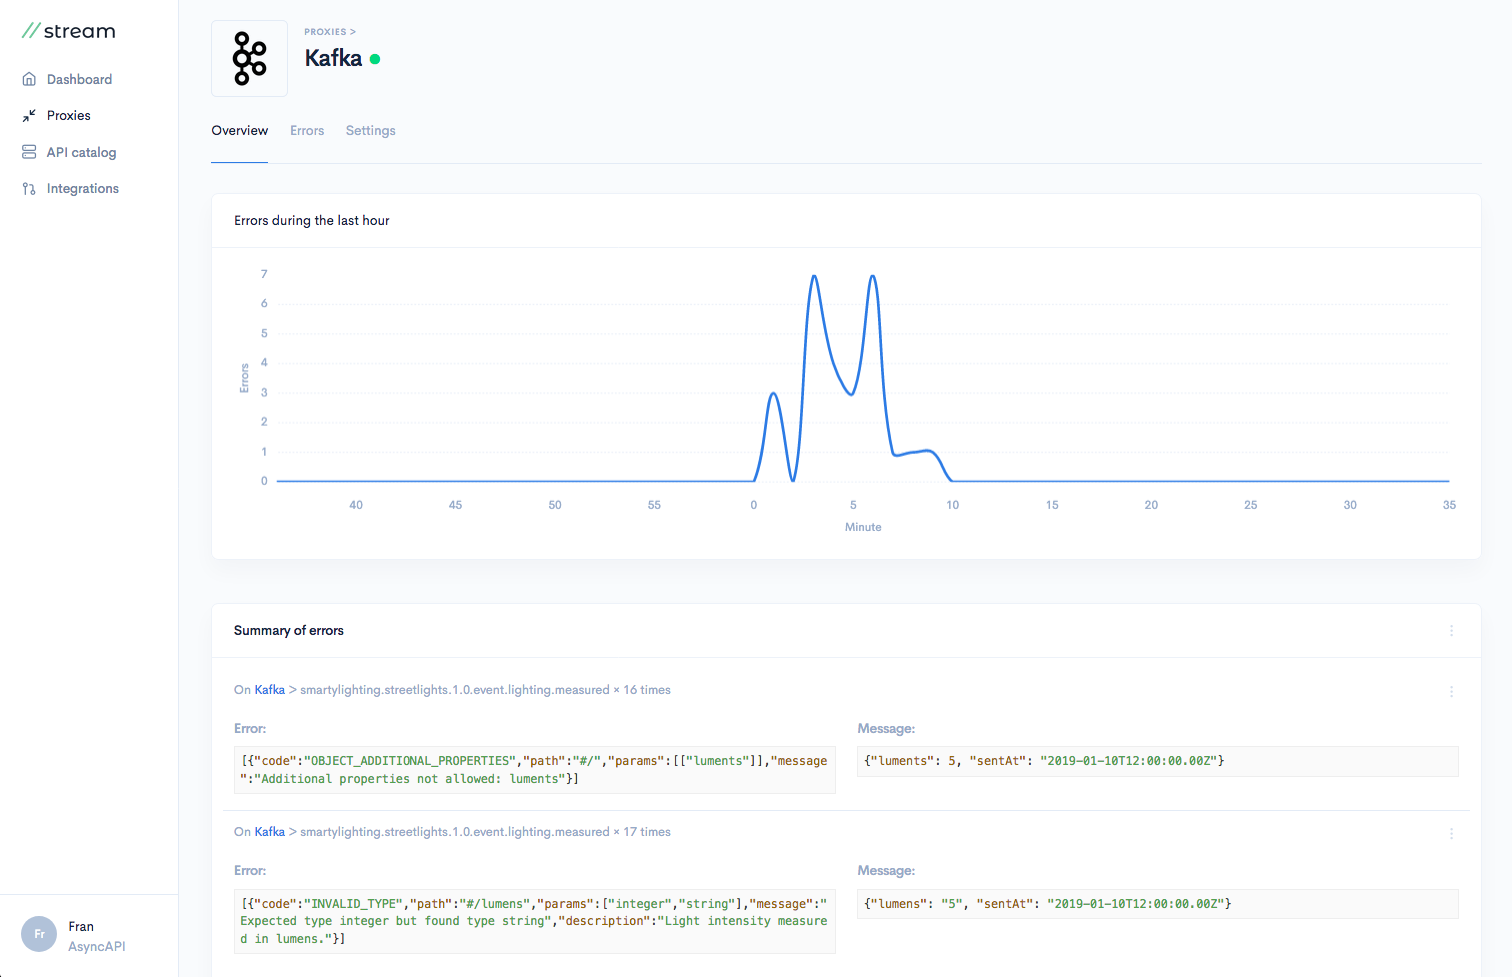 stream
Dashboard
Proxies
API catalog
Integrations
PROXIES >
Kafka
Overview Errors Settings
Errors during the last hour
7
6
5
4
3
2
1
0
Errors
40 45 50 55 0 5 10 15 20 25 30 35
Minute
Summary of errors
On Kafka > smartylighting.streetlights.1.0.event.lighting.measured × 16 times
Error:
[{"code":"OBJECT_ADDITIONAL_PROPERTIES","path":"#/","params":[["luments"]],"message
":"Additional properties not allowed: luments"}]
Message:
{"luments": 5, "sentAt": "2019-01-10T12:00:00.00Z"}
On Kafka > smartylighting.streetlights.1.0.event.lighting.measured × 17 times
Error:
[{"code":"INVALID_TYPE","path":"#/lumens","params":["integer","string"],"message":"
Expected type integer but found type string","description":"Light intensity measure
d in lumens."}]
Message:
{"lumens": "5", "sentAt": "2019-01-10T12:00:00.00Z"}
Fr
Fran
AsyncAPI